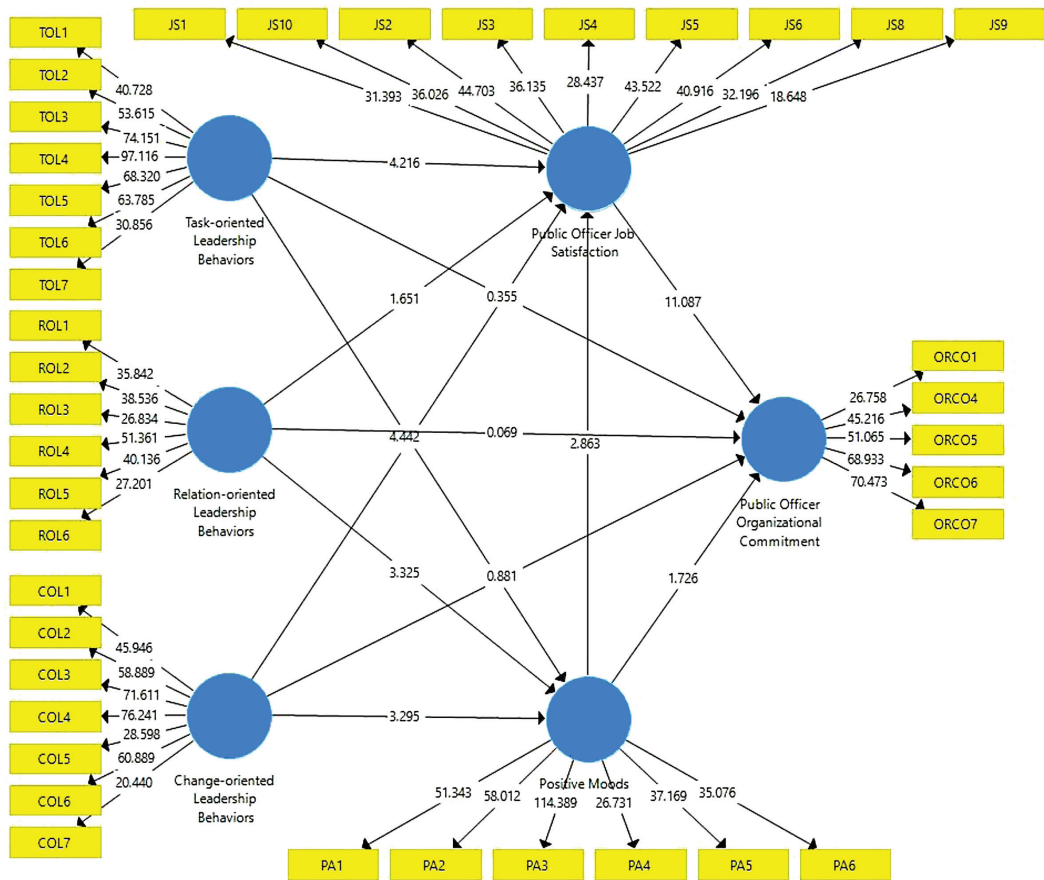 TOL1
TOL2
TOL3
TOL4
TOL5
TOL6
TOL7
40.728
53.615
74.151
97.116
68.320
63.785
30.856
Task-oriented
Leadership
Behaviors
JS1
JS10
JS2
JS3
JS4
JS5
JS6
JS8
JS9
31.393
36.026
44.703
36.135
28.437
43.522
40.916
32.196
18.648
4.216
Public Officer Job
Satisfaction
1.651
0.355
11.087
ROL1
ROL2
ROL3
ROL4
ROL5
ROL6
35.842
38.536
26.834
51.361
40.136
27.201
Relation-oriented
Leadership
Behaviors
4.442
0.069
2.863
ORCO1
ORCO4
ORCO5
ORCO6
ORCO7
26.758
45.216
51.065
68.933
70.473
Public Officer
Organizational
Commitment
3.325
0.881
1.726
COL1
COL2
COL3
COL4
COL5
COL6
COL7
45.946
58.889
71.611
76.241
28.598
60.889
20.440
Change-oriented
Leadership
Behaviors
3.295
Positive Moods
51.343
58.012
114.389
26.731
37.169
35.076
PA1
PA2
PA3
PA4
PA5
PA6